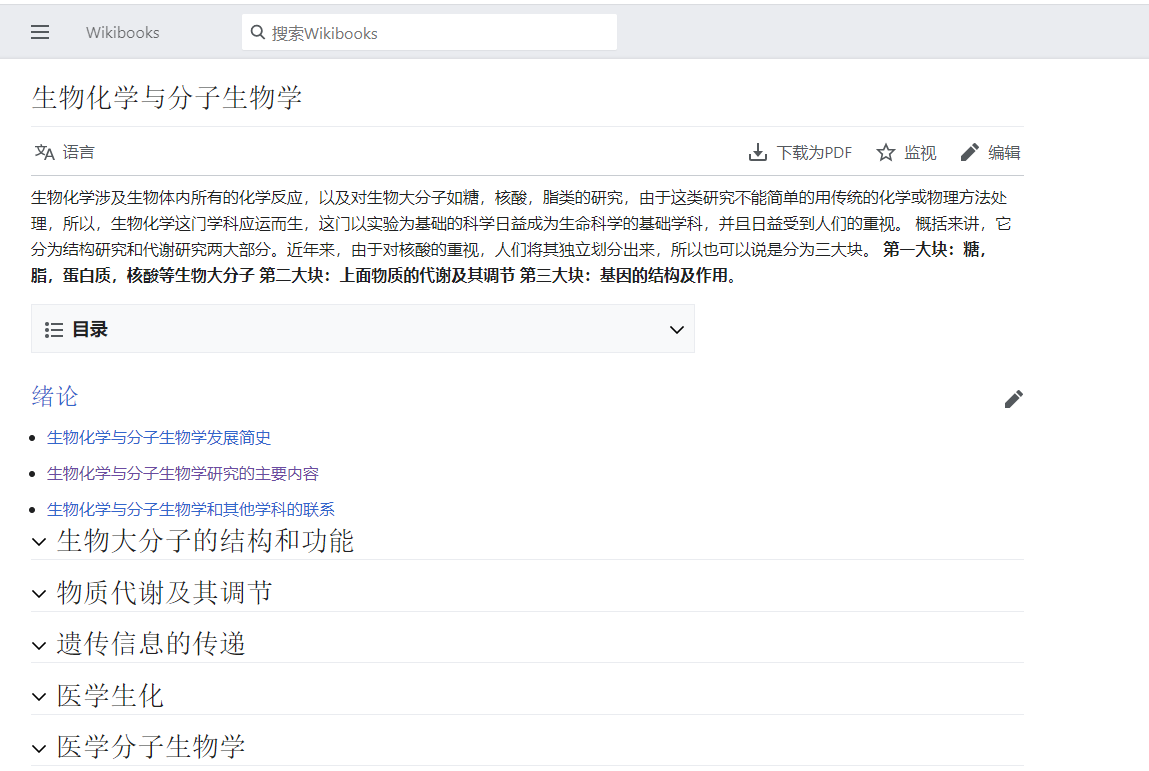 Wikibooks
搜索Wikibooks
生物化学与分子生物学
语言
下载为PDF
监视
编辑
生物化学涉及生物体内所有的化学反应，以及对生物大分子如糖，核酸，脂类的研究，由于这类研究不能简单的用传统的化学或物理方法处
理，所以，生物化学这门学科应运而生，这门以实验为基础的科学日益成为生命科学的基础学科，并且日益受到人们的重视。 概括来讲，它
分为结构研究和代谢研究两大部分。近年来，由于对核酸的重视，人们将其独立划分出来，所以也可以说是分为三大块。 第一大块：糖，
脂，蛋白质，核酸等生物大分子 第二大块：上面物质的代谢及其调节 第三大块：基因的结构及作用。
目录
绪论
生物化学与分子生物学发展简史
生物化学与分子生物学研究的主要内容
生物化学与分子生物学和其他学科的联系
生物大分子的结构和功能
物质代谢及其调节
遗传信息的传递
医学生化
医学分子生物学